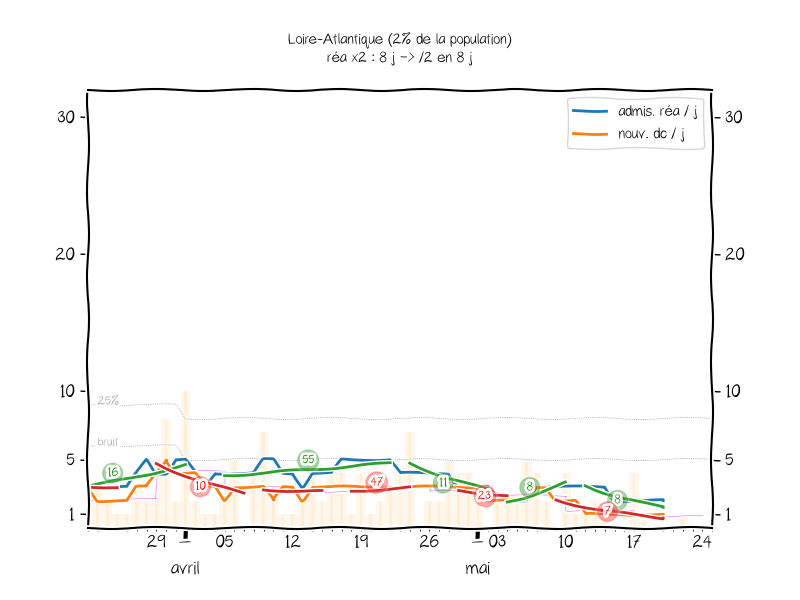 Loire-Atlantique (2% de la population)
réa x2 : 8 j -> /2 en 8 j
admis. réa / j
nouv. dc / j
30 30
20 20
10 10
25%
bruit
5 5
16 10 55 47 11 23 8 7 8
1 1
29 05 12 19 26 03 10 17 24
avril mai